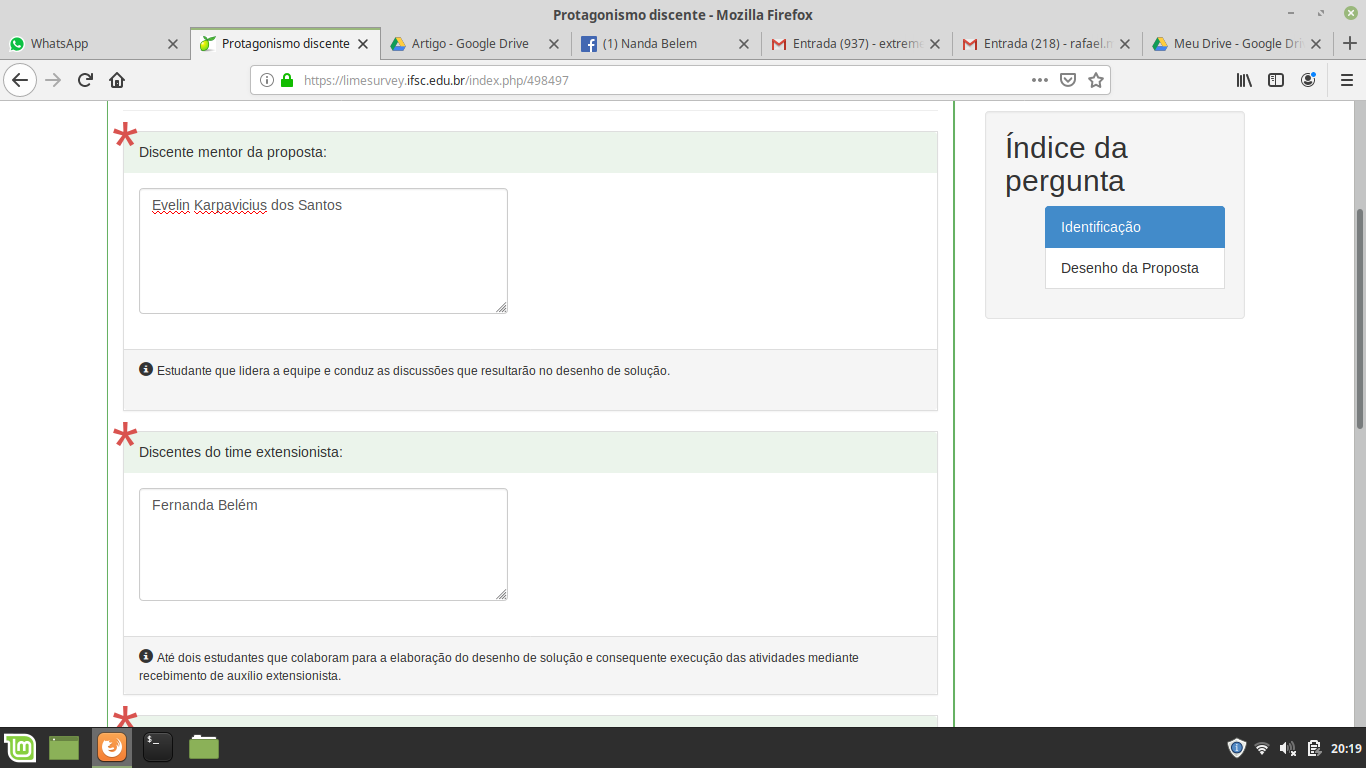 Protagonismo discente - Mozilla Firefox
WhatsApp
Protagonismo discente
Artigo - Google Drive
(1) Nanda Belem
Entrada (937) - extreme
Entrada (218) - rafael.n
Meu Drive - Google Dri
https://limesurvey.ifsc.edu.br/index.php/498497
Discente mentor da proposta:
Evelin Karpavicius dos Santos
Estudante que lidera a equipe e conduz as discussões que resultarão no desenho de solução.
Discentes do time extensionista:
Fernanda Belém
Até dois estudantes que colaboram para a elaboração do desenho de solução e consequente execução das atividades mediante
recebimento de auxílio extensionista.
Índice da
pergunta
Identificação
Desenho da Proposta
20:19